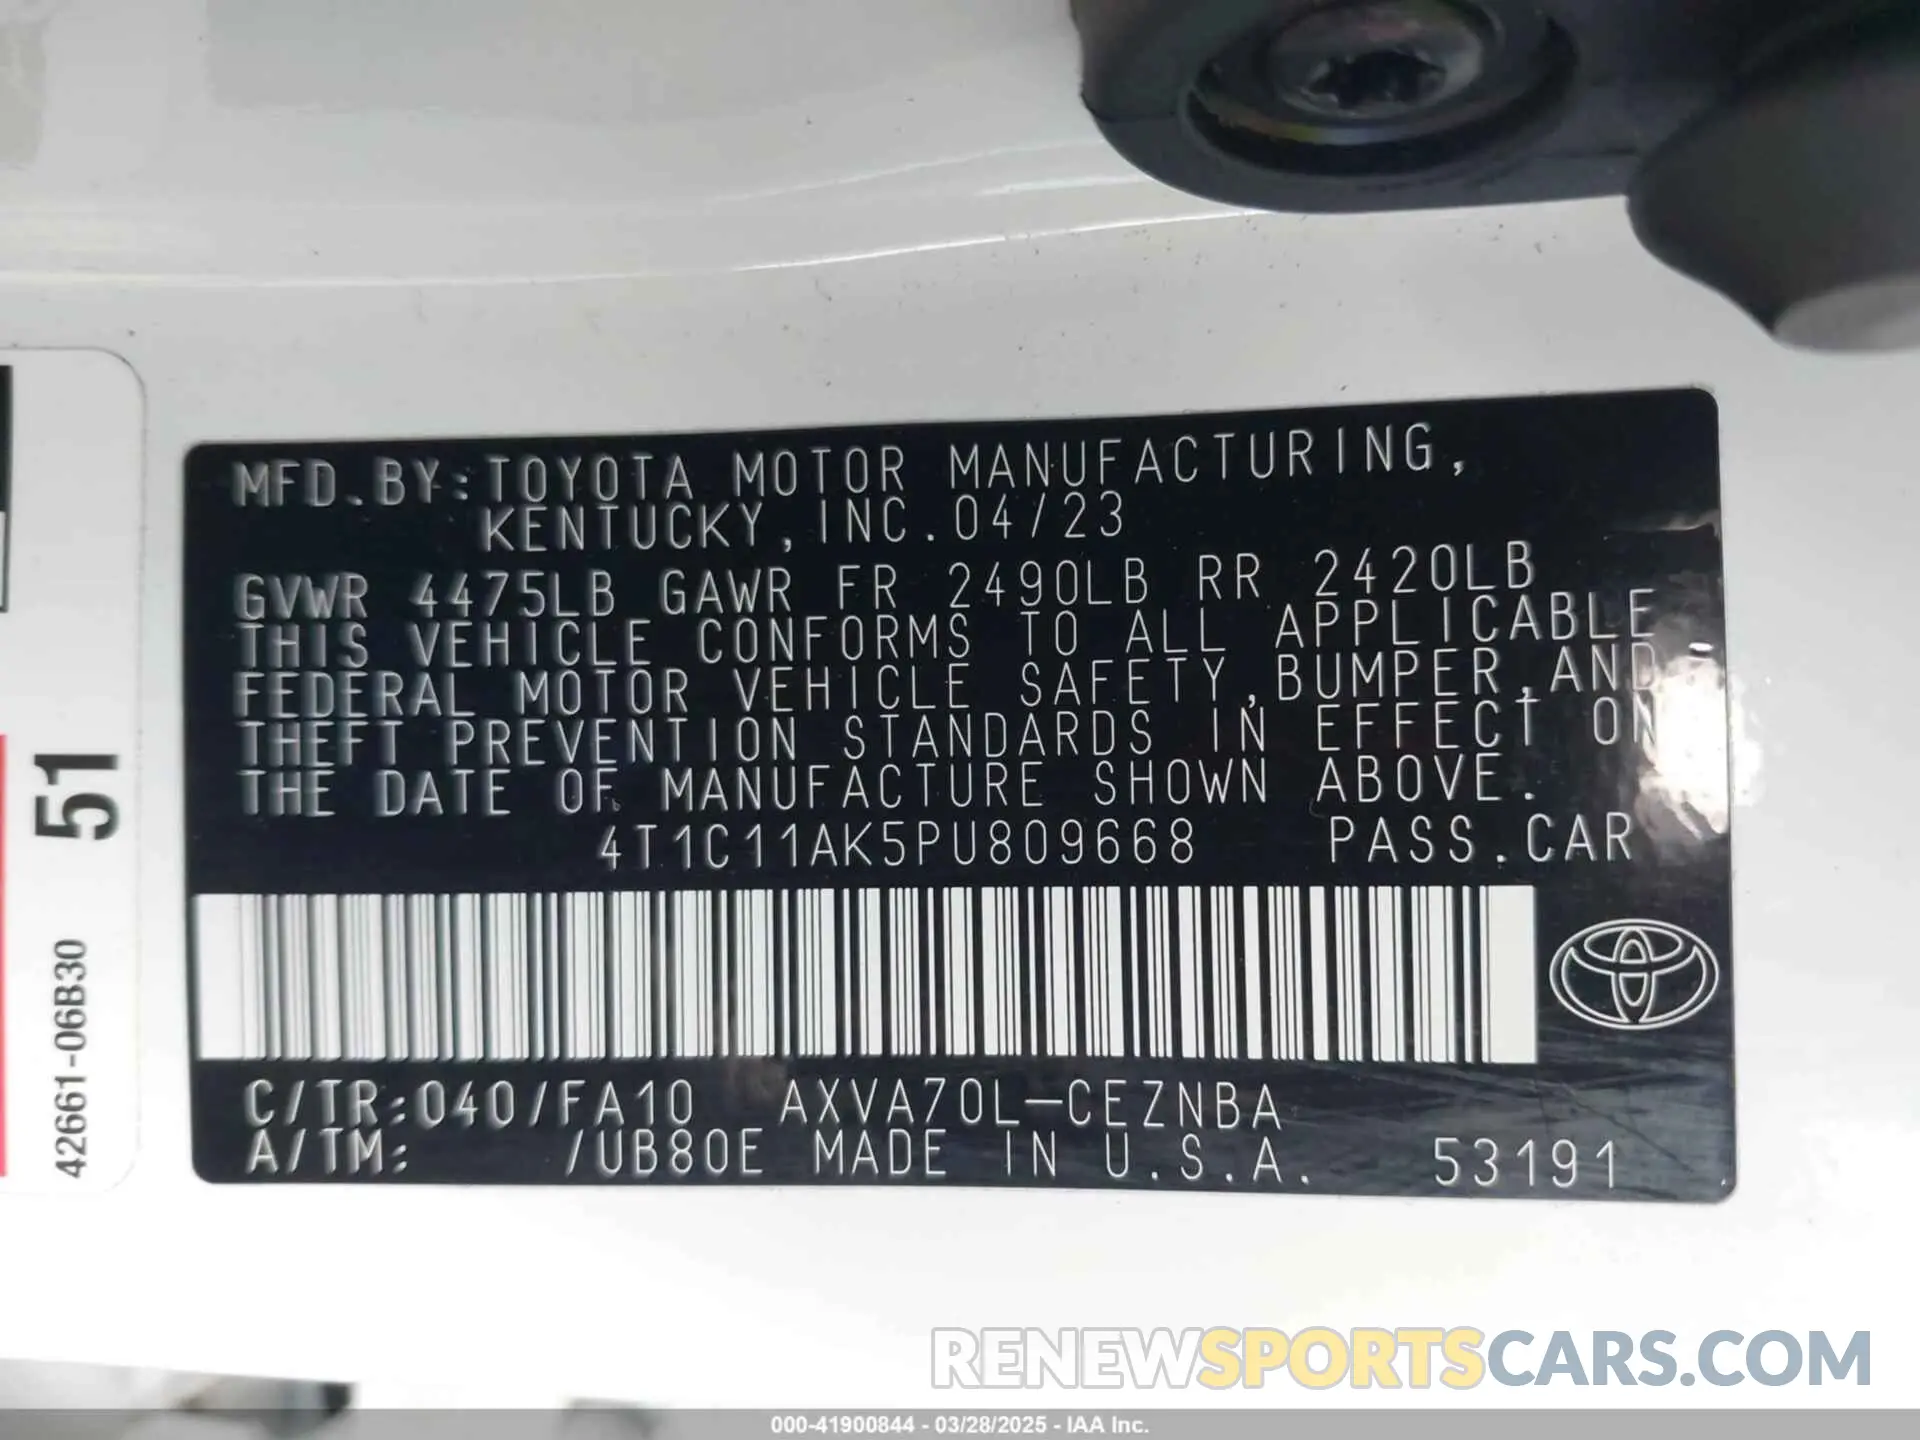 MFD.BY:TOYOTA MOTOR MANUFACTURING,
KENTUCKY,INC.04/23
GVWR 4475LB GAWR FR 2490LB RR 2420LB
THIS VEHICLE CONFORMS TO ALL APPLICABLE
FEDERAL MOTOR VEHICLE SAFETY,BUMPER,AND
THEFT PREVENTION STANDARDS IN EFFECT ON
THE DATE OF MANUFACTURE SHOWN ABOVE.
4T1C11AK5PU809668 PASS.CAR
C/TR:040/FA10 AXVA70L-CEZNBA
A/TM: /UB80E MADE IN U.S.A. 53191
51
42661-06B30
RENEWSPORTSCARS.COM
000-41900844 - 03/28/2025 - IAA Inc.